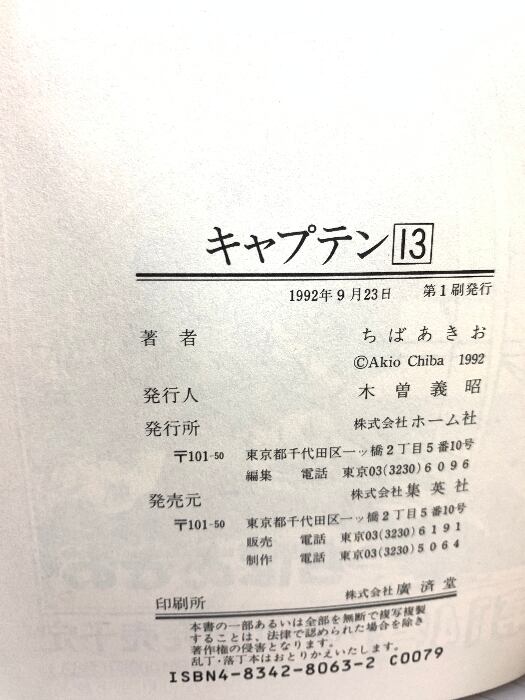 キャプテン 13
1992年9月23日 第1刷発行
著者 ちばあきお
©Akio Chiba 1992
発行人 木曽義昭
発行所 株式会社ホーム社
〒101-50 東京都千代田区一ッ橋2丁目5番10号
編集 電話 東京03(3230)6096
発売元 株式会社集英社
〒101-50 東京都千代田区一ッ橋2丁目5番10号
販売 電話 東京03(3230)6191
制作 電話 東京03(3230)5064
印刷所 株式会社廣済堂
本書の一部あるいは全部を無断で複写複製
することは、法律で認められた場合を除き
著作権の侵害となります。
乱丁・落丁本はおとりかえいたします。
ISBN4-8342-8063-2 C0079